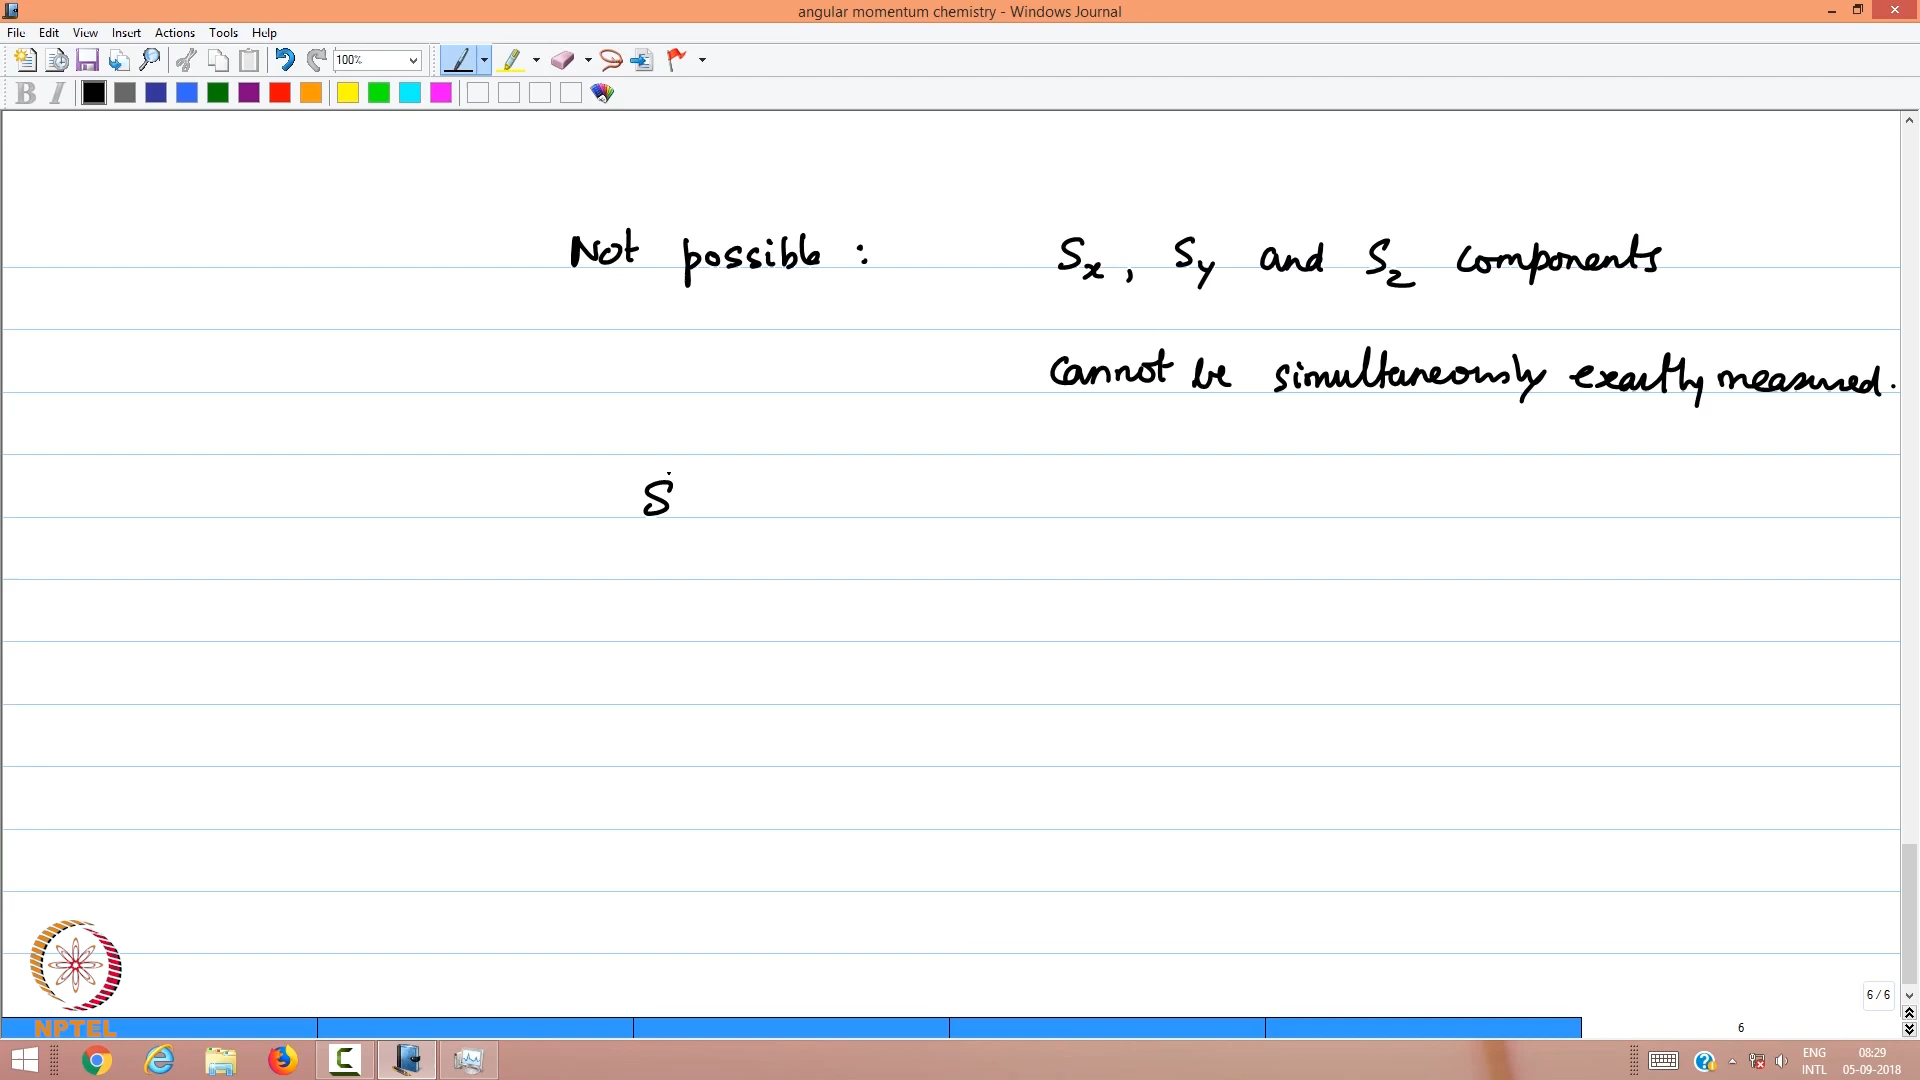 angular momentum chemistry - Windows Journal
File Edit View Insert Actions Tools Help
100%
B I
Not possible : Sx, Sy and Sz components
cannot be simultaneously exactly measured.
S
6 / 6
NPTEL
6
ENG 08:29
INTL 05-09-2018